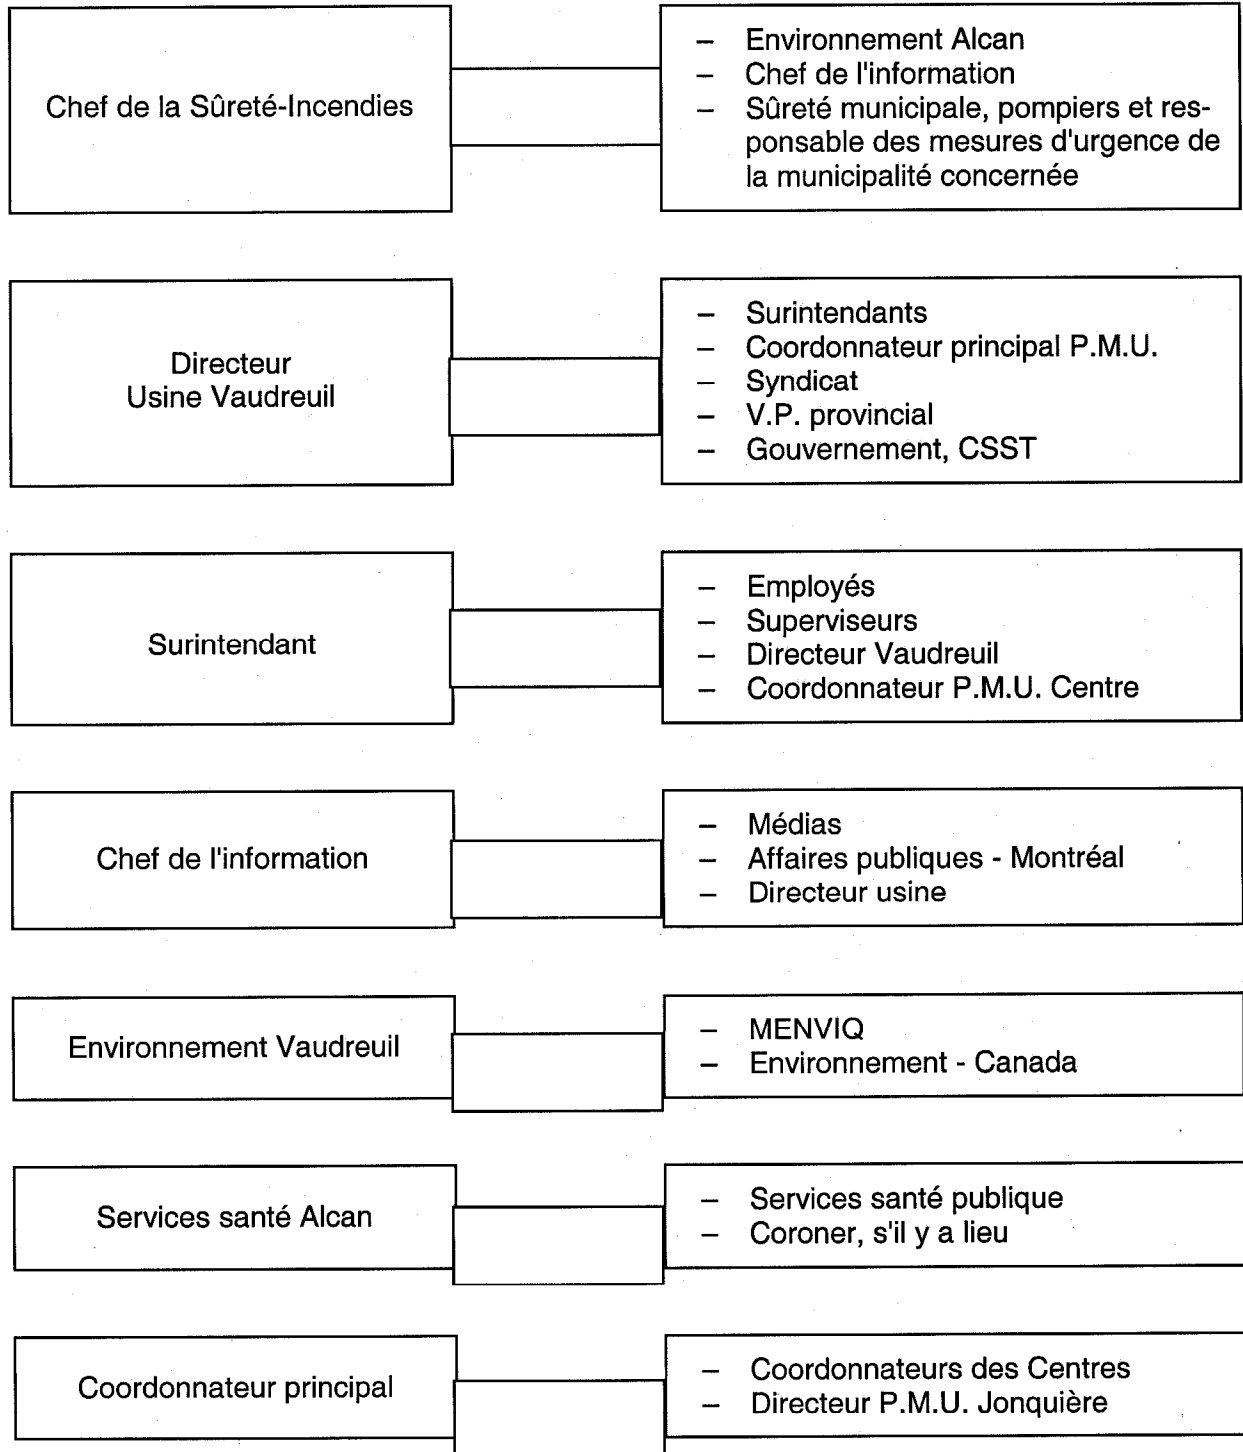 Chef de la Sûreté-Incendies
– Environnement Alcan
– Chef de l'information
– Sûreté municipale, pompiers et res-
ponsable des mesures d'urgence de
la municipalité concernée
Directeur
Usine Vaudreuil
– Surintendants
– Coordonnateur principal P.M.U.
– Syndicat
– V.P. provincial
– Gouvernement, CSST
Surintendant
– Employés
– Superviseurs
– Directeur Vaudreuil
– Coordonnateur P.M.U. Centre
Chef de l'information
– Médias
– Affaires publiques - Montréal
– Directeur usine
Environnement Vaudreuil
– MENVIQ
– Environnement - Canada
Services santé Alcan
– Services santé publique
– Coroner, s'il y a lieu
Coordonnateur principal
– Coordonnateurs des Centres
– Directeur P.M.U. Jonquière